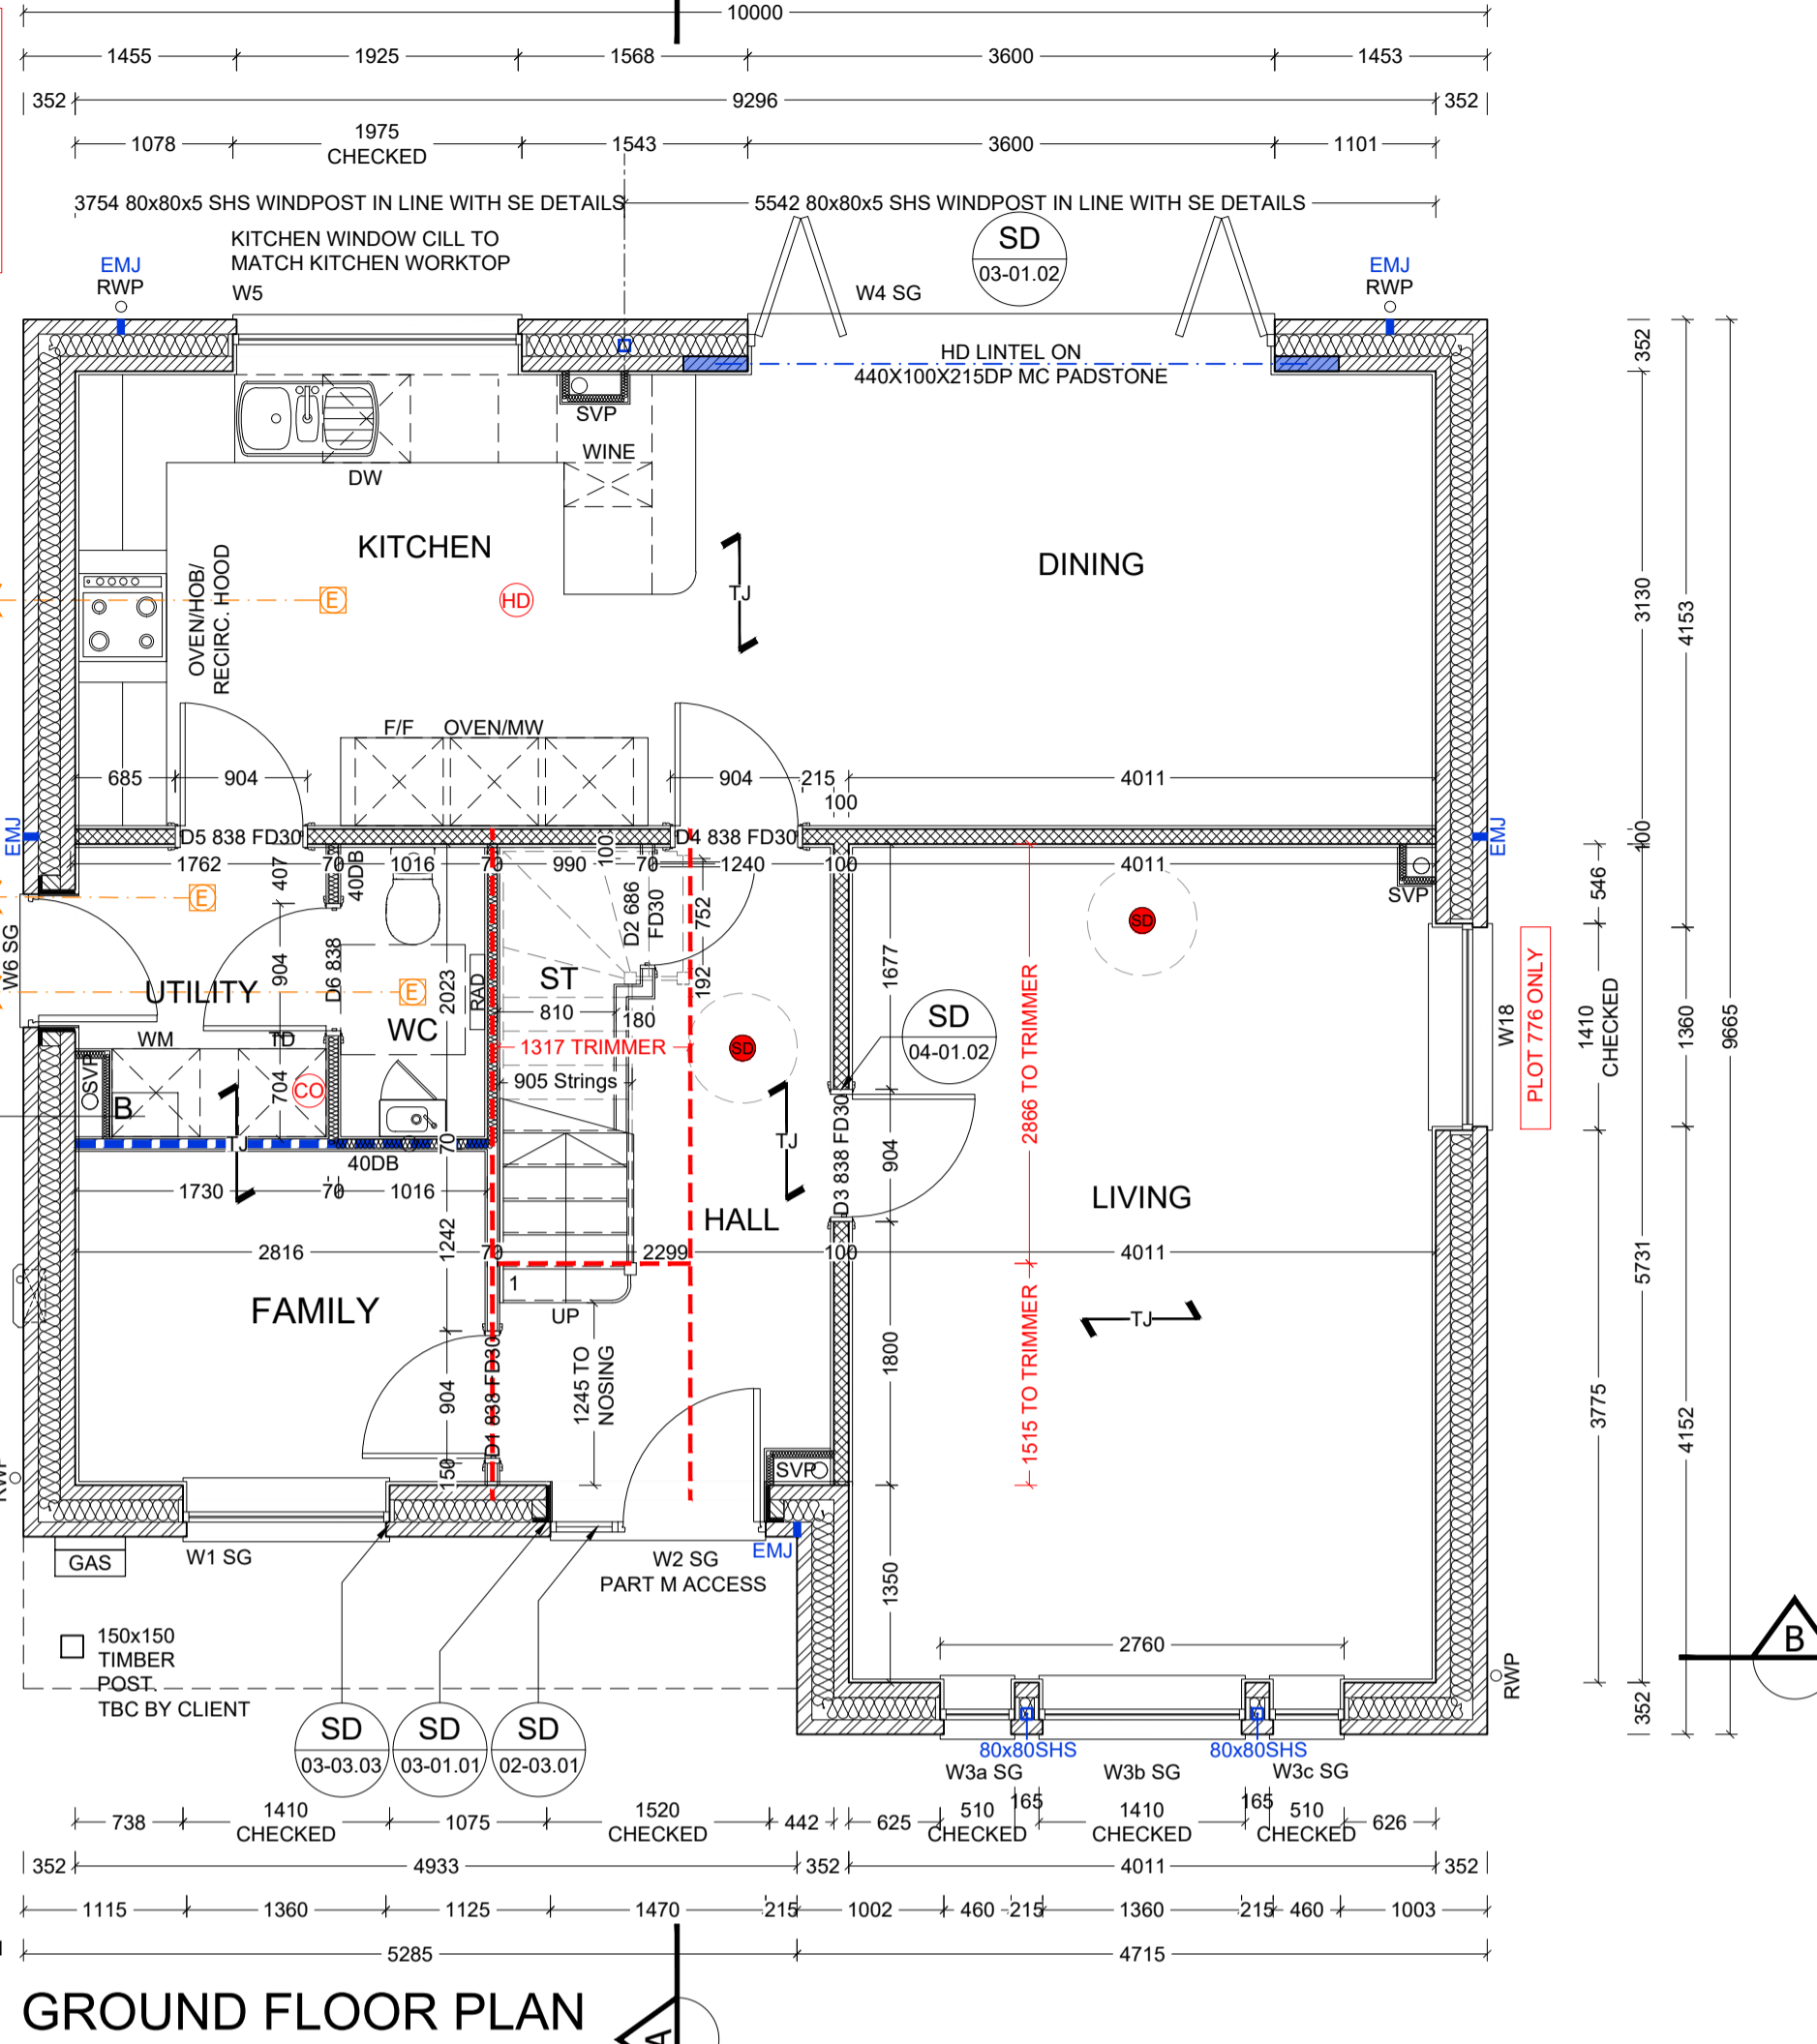 10000
1455 1925 1568 3600 1453
352 9296 352
1078 1975 1543 3600 1101
CHECKED
3754 80x80x5 SHS WINDPOST IN LINE WITH SE DETAILS 5542 80x80x5 SHS WINDPOST IN LINE WITH SE DETAILS
KITCHEN WINDOW CILL TO
MATCH KITCHEN WORKTOP
SD
03-01.02
EMJ
RWP
W5
W4 SG
EMJ
RWP
HD LINTEL ON
440X100X215DP MC PADSTONE
SVP
WINE
DW
KITCHEN
DINING
OVEN/HOB/
RECIRC. HOOD
E
HD
TJ
352
3130
4153
F/F OVEN/MW
685 904 904 215 4011
100
EMJ
D5 838 FD30
D4 838 FD30
EMJ
100
1762 70 1016 70 990 100 70 1240 100 4011
407
40DB
E
D2 686
FD30
752
192
SVP
SD
546
W6 SG
UTILITY
904
D6 838
E
2023
RAD
WC
ST
810
180
1677
SD
04-01.02
W18
PLOT 776 ONLY
1410
CHECKED
1360
9665
WM TD
SVP
B
704
CO
1317 TRIMMER
SD
905 Strings
2866 TO TRIMMER
TJ
40DB
70
TJ
D3 838 FD30
904
1730 70 1016
LIVING
HALL
1242
2816 70 2299 100 4011
5731
FAMILY
1
UP
TJ
1245 TO
NOSING
1800
1515 TO TRIMMER
D1 838 FD30
904
150
3775
4152
SVP
RWP
GAS
W1 SG
W2 SG
PART M ACCESS
EMJ
1350
150x150
TIMBER
POST.
TBC BY CLIENT
2760
B
RWP
352
SD
03-03.03
SD
03-01.01
SD
02-03.01
80x80SHS
80x80SHS
W3a SG
W3b SG
W3c SG
738 1410 1075 1520 442 625 510 165 1410 165 510 626
CHECKED CHECKED CHECKED CHECKED CHECKED
352 4933 352 4011 352
1115 1360 1125 1470 215 1002 460 215 1360 215 460 1003
5285 4715
GROUND FLOOR PLAN
A